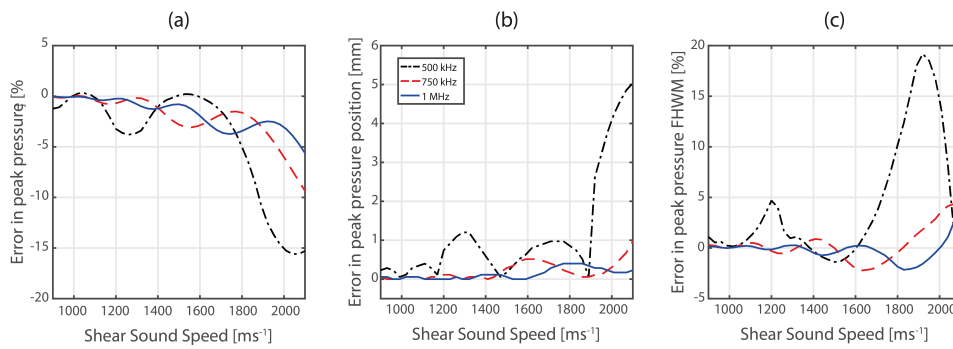 (a)
Error in peak pressure [%
5
0
-5
-10
-15
-20
1000 1200 1400 1600 1800 2000
Shear Sound Speed [ms-1]
(b)
Error in peak pressure position [mm]
6
5
4
3
2
1
0
500 kHz
750 kHz
1 MHz
1000 1200 1400 1600 1800 2000
Shear Sound Speed [ms-1]
(c)
Error in peak pressure FHWM [%]
20
15
10
5
0
-5
1000 1200 1400 1600 1800 2000
Shear Sound Speed [ms-1]